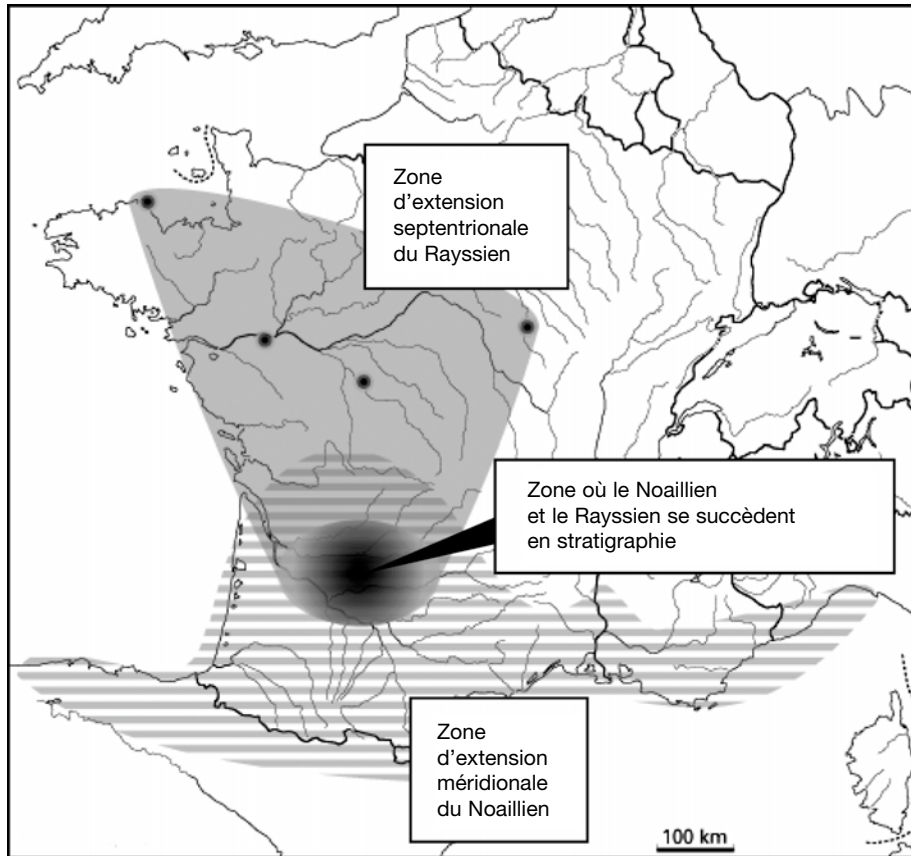 Zone
d'extension
septentrionale
du Rayssien
Zone où le Noaillien
et le Rayssien se succèdent
en stratigraphie
Zone
d'extension
méridionale
du Noaillien
100 km